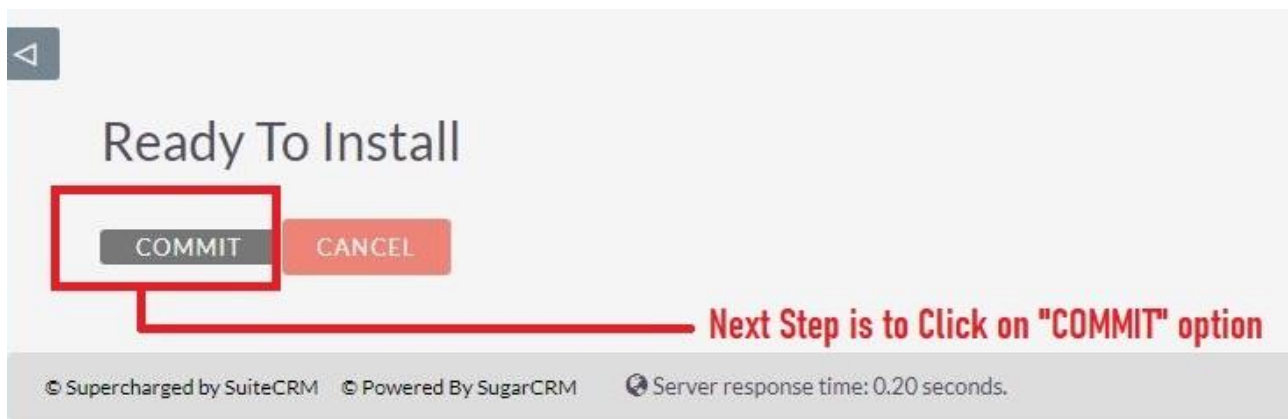 Ready To Install
COMMIT CANCEL
Next Step is to Click on "COMMIT" option
© Supercharged by SuiteCRM © Powered By SugarCRM Server response time: 0.20 seconds.